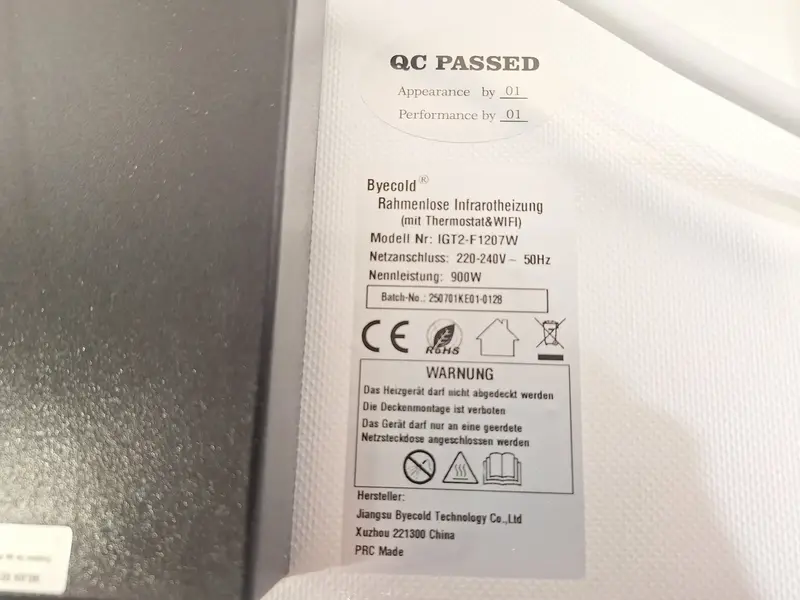 QC PASSED
Appearance by 01
Performance by 01
Byecold®
Rahmenlose Infrarotheizung
(mit Thermostat&WIFI)
Modell Nr: IGT2-F1207W
Netzanschluss: 220-240V~ 50Hz
Nennleistung: 900W
Batch-No.: 250701KE01-0128
CE
RoHS
WARNUNG
Das Heizgerät darf nicht abgedeckt werden
Die Deckenmontage ist verboten
Das Gerät darf nur an eine geerdete
Netzsteckdose angeschlossen werden
Hersteller:
Jiangsu Byecold Technology Co.,Ltd
Xuzhou 221300 China
PRC Made